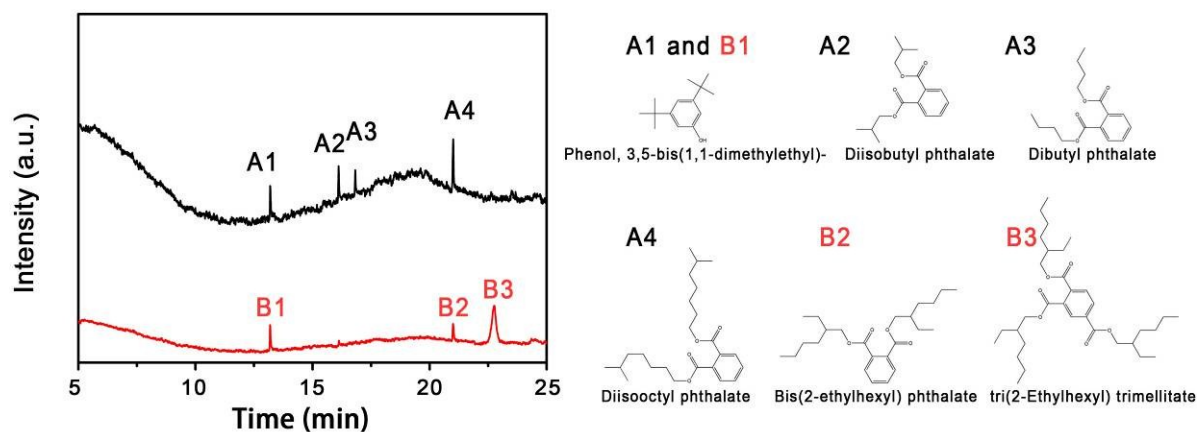 Intensity (a.u.)
A1
A2
A3
A4
B1
B2
B3
5
10
15
20
25
Time (min)
A1 and B1
A2
A3
OH
O
O
O
O
O
O
O
O
Phenol, 3,5-bis(1,1-dimethylethyl)-
Diisobutyl phthalate
Dibutyl phthalate
A4
B2
B3
O
O
O
O
O
O
O
O
O
O
O
O
O
O
Diisooctyl phthalate
Bis(2-ethylhexyl) phthalate
tri(2-Ethylhexyl) trimellitate